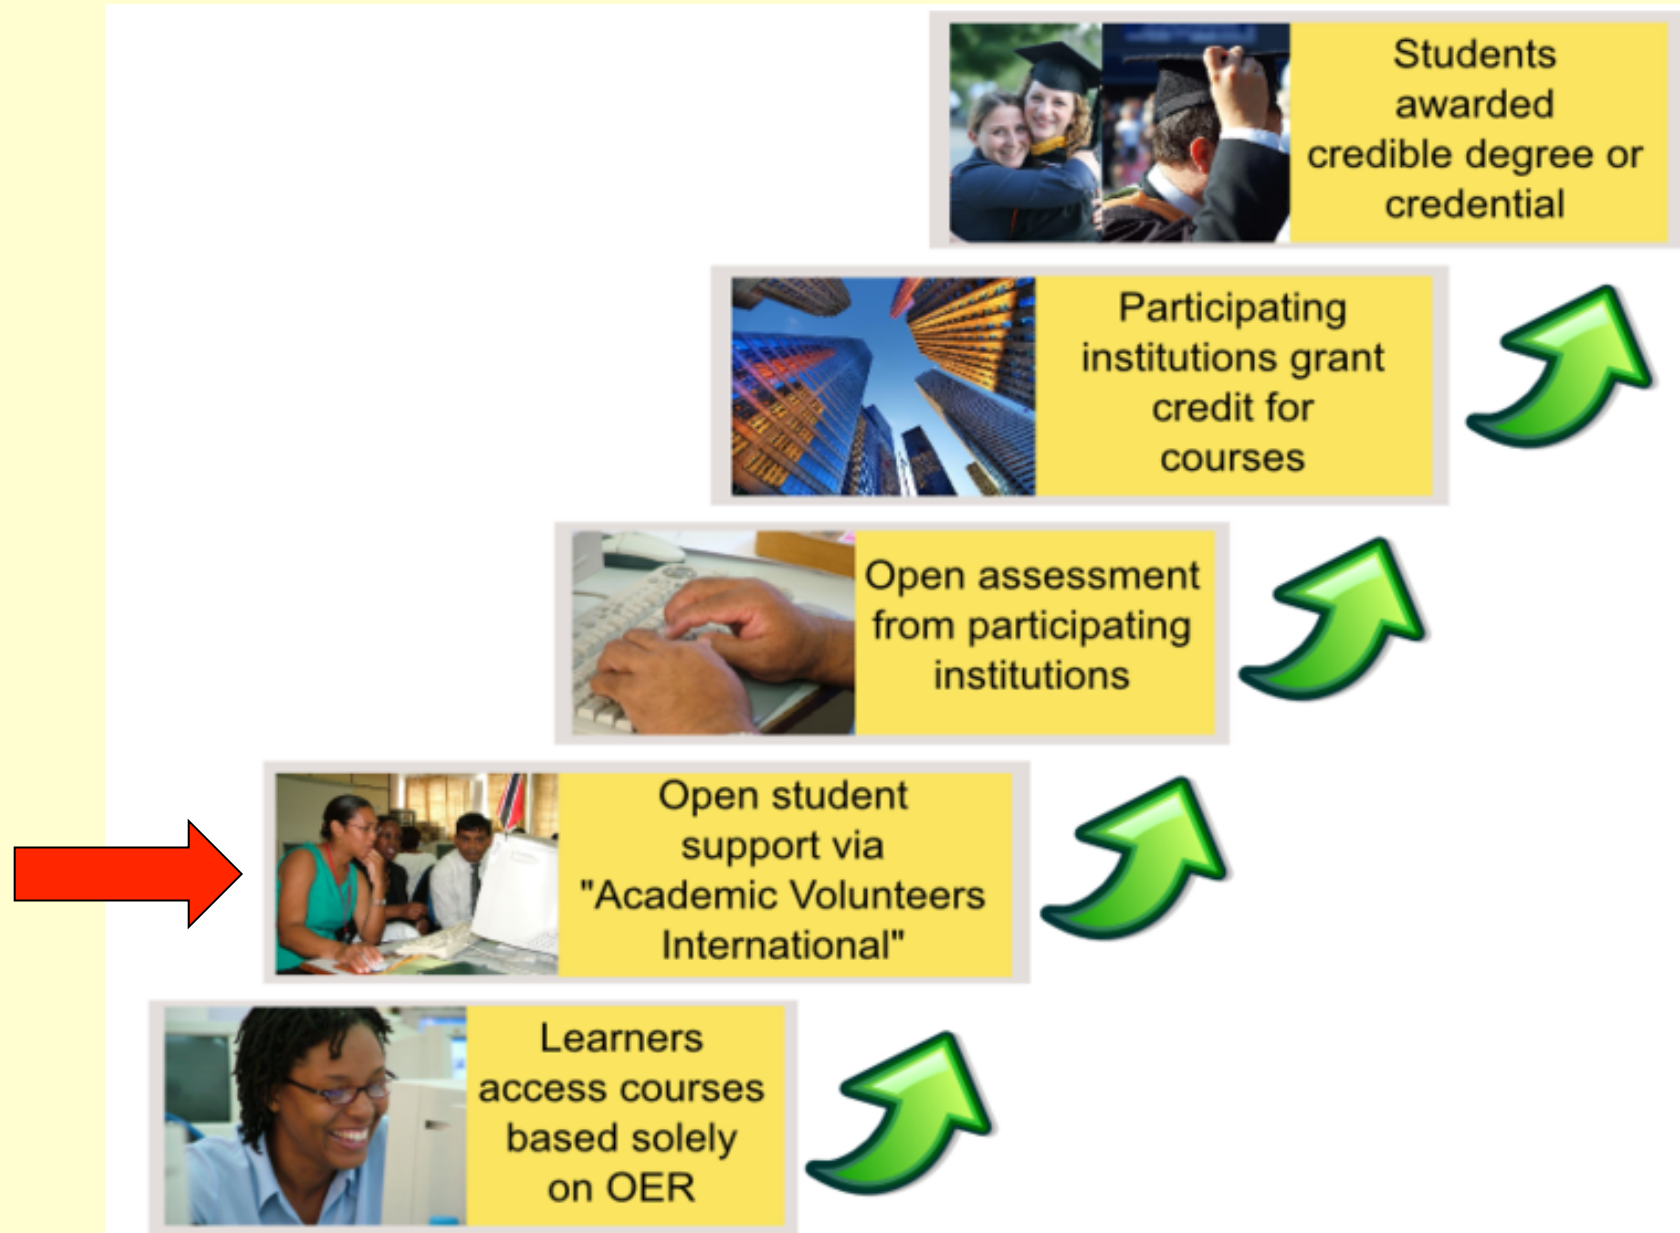 Students
awarded
credible degree or
credential
Participating
institutions grant
credit for
courses
Open assessment
from participating
institutions
Open student
support via
"Academic Volunteers
International"
Learners
access courses
based solely
on OER